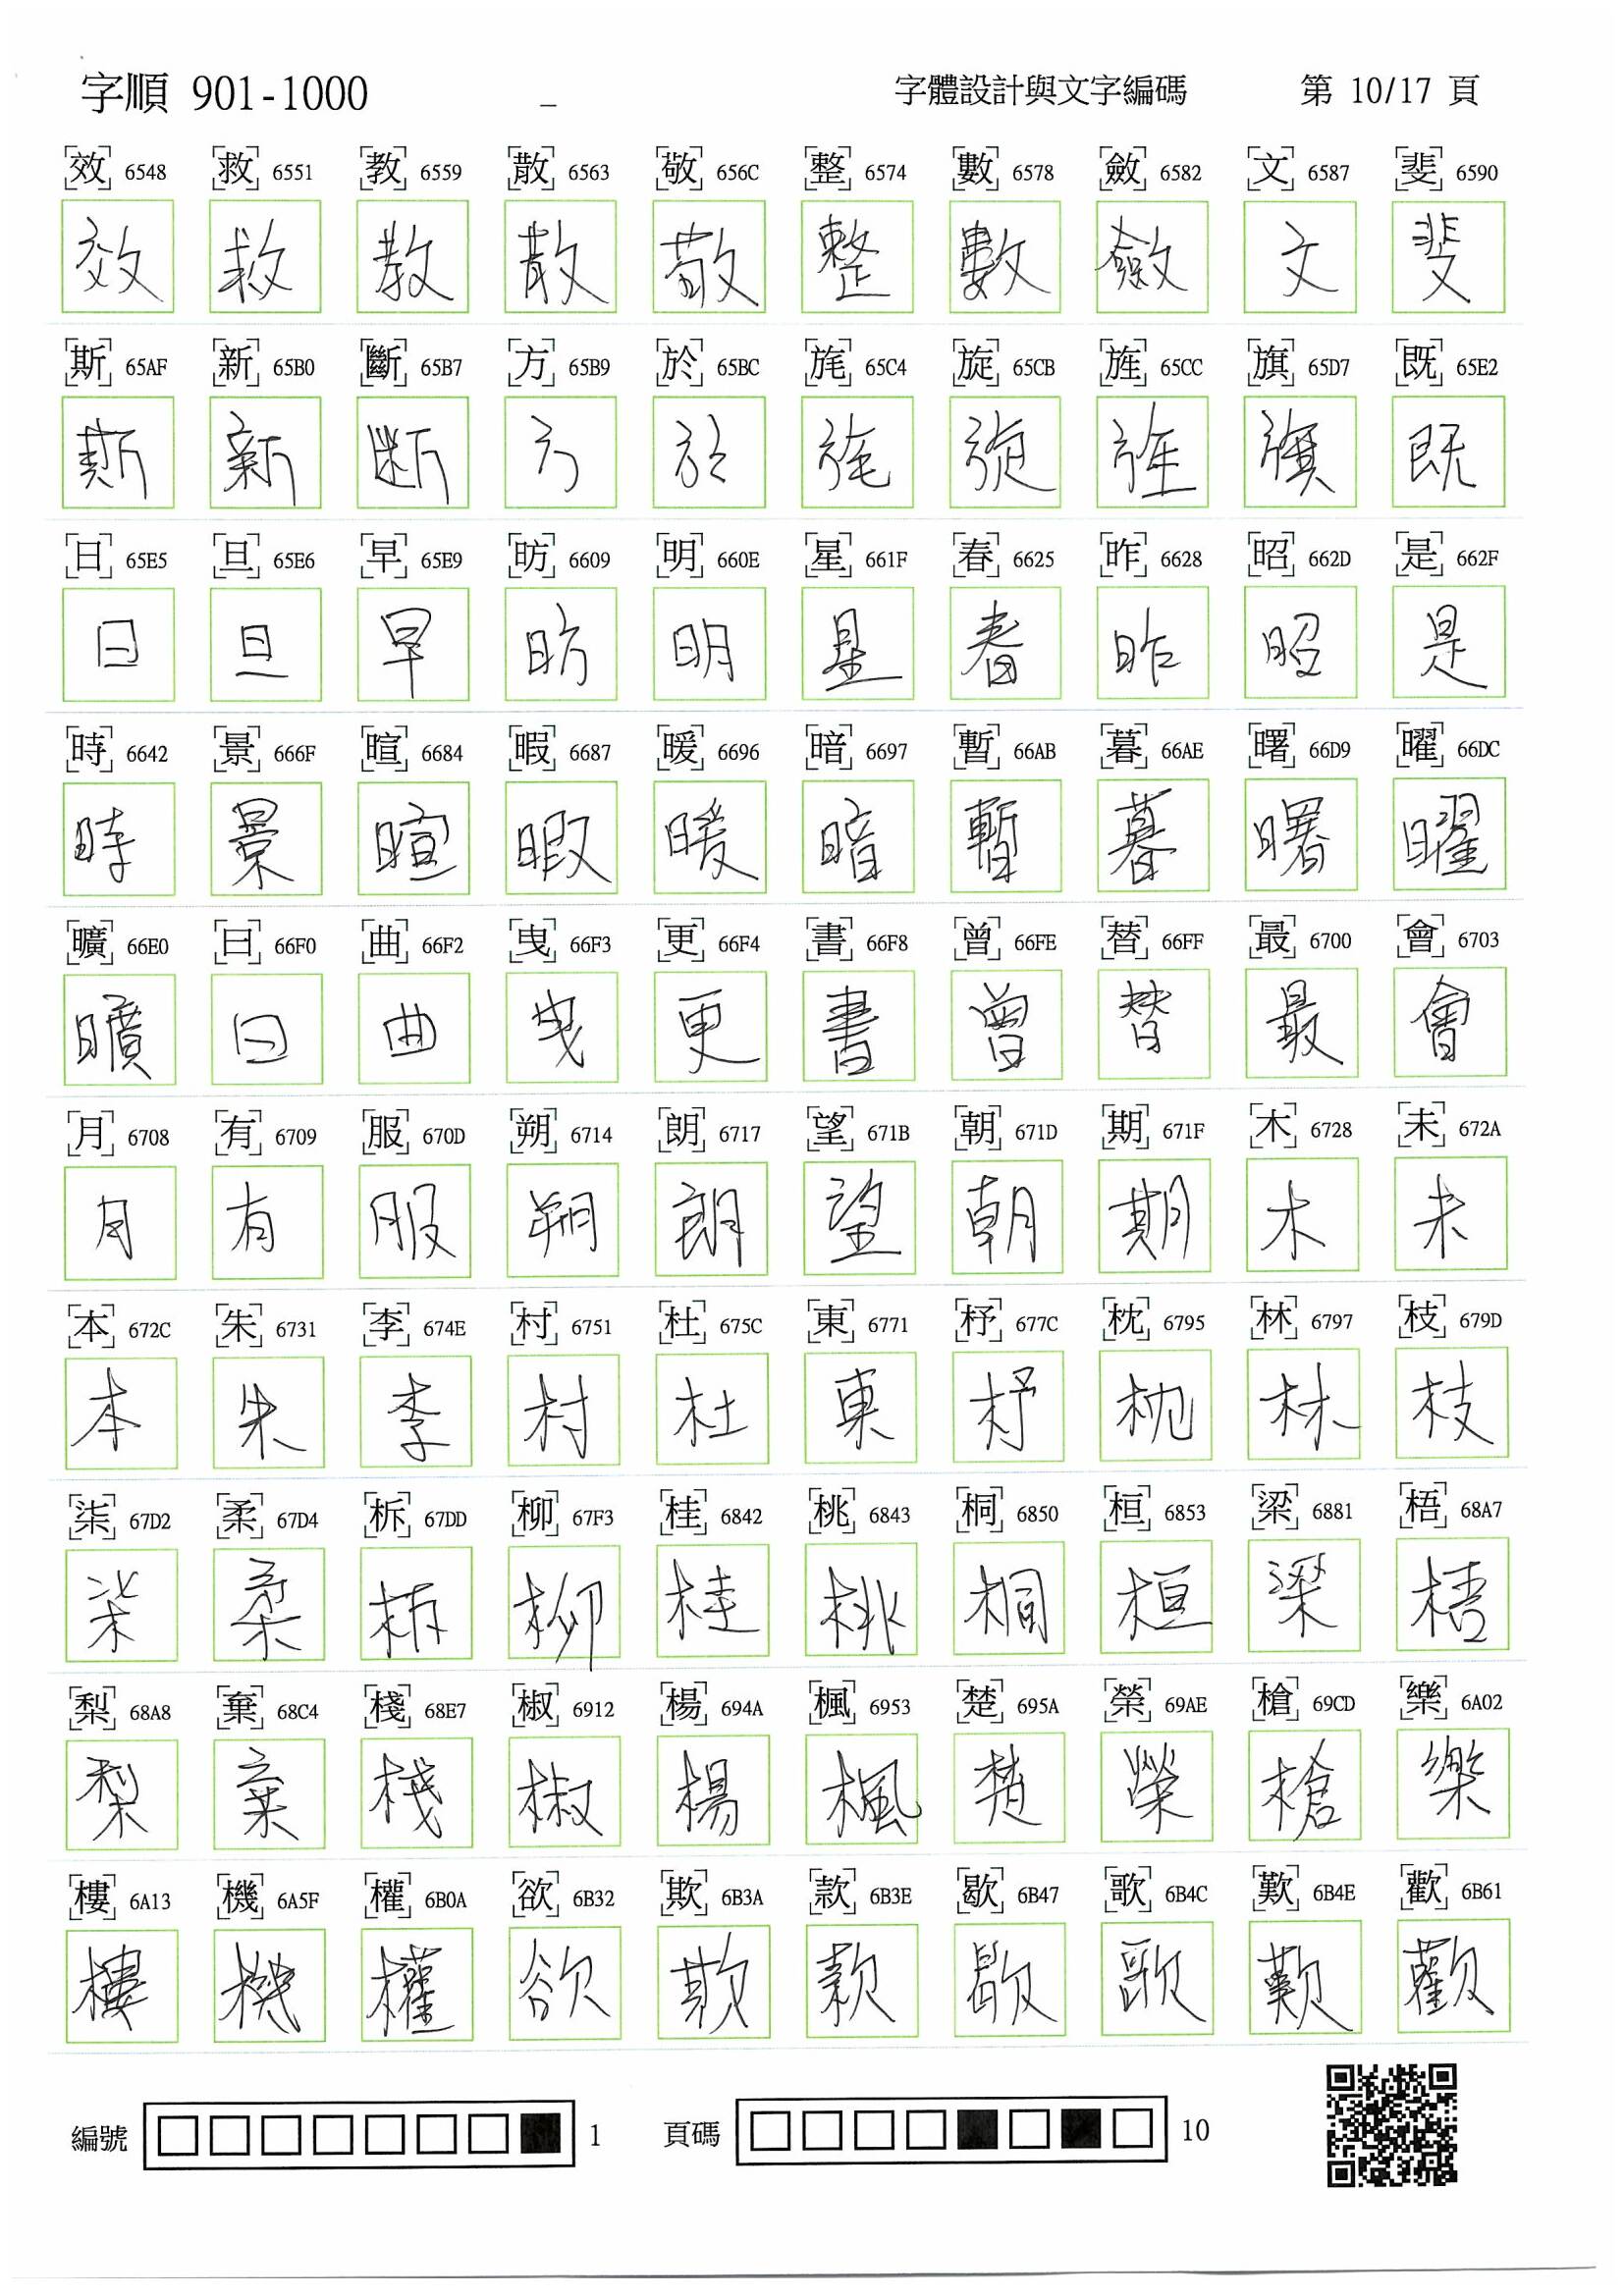 字順 901-1000 _ 字體設計與文字編碼 第 10/17 頁
效 6548 救 6551 教 6559 散 6563 敬 656C 整 6574 數 6578 斂 6582 文 6587 斐 6590
效 救 教 散 敬 整 數 斂 文 斐
斯 65AF 新 65B0 斷 65B7 方 65B9 於 65BC 旄 65C4 旋 65CB 旌 65CC 旗 65D7 既 65E2
斯 新 断 方 於 旄 旋 旌 旗 既
日 65E5 旦 65E6 早 65E9 昉 6609 明 660E 星 661F 春 6625 昨 6628 昭 662D 是 662F
日 旦 早 昉 明 星 春 昨 昭 是
時 6642 景 666F 暄 6684 暇 6687 暖 6696 暗 6697 暫 66AB 暮 66AE 曙 66D9 曜 66DC
時 景 暄 暇 暖 暗 暫 暮 曙 曜
曠 66E0 曰 66F0 曲 66F2 曳 66F3 更 66F4 書 66F8 曾 66FE 替 66FF 最 6700 會 6703
曠 曰 曲 曳 更 書 曾 替 最 會
月 6708 有 6709 服 670D 朔 6714 朗 6717 望 671B 朝 671D 期 671F 木 6728 未 672A
月 有 服 朔 朗 望 朝 期 木 未
本 672C 朱 6731 李 674E 村 6751 杜 675C 東 6771 杼 677C 枕 6795 林 6797 枝 679D
本 朱 李 村 杜 東 杼 枕 林 枝
柒 67D2 柔 67D4 柝 67DD 柳 67F3 桂 6842 桃 6843 桐 6850 桓 6853 梁 6881 梧 68A7
柒 柔 柝 柳 桂 桃 桐 桓 梁 梧
梨 68A8 棄 68C4 棧 68E7 椒 6912 楊 694A 楓 6953 楚 695A 榮 69AE 槍 69CD 樂 6A02
梨 棄 棧 椒 楊 楓 楚 榮 槍 樂
樓 6A13 機 6A5F 權 6B0A 欲 6B32 欺 6B3A 款 6B3E 歇 6B47 歌 6B4C 歎 6B4E 歡 6B61
樓 機 權 欲 欺 款 歇 歌 歎 歡
編號 1 頁碼 10